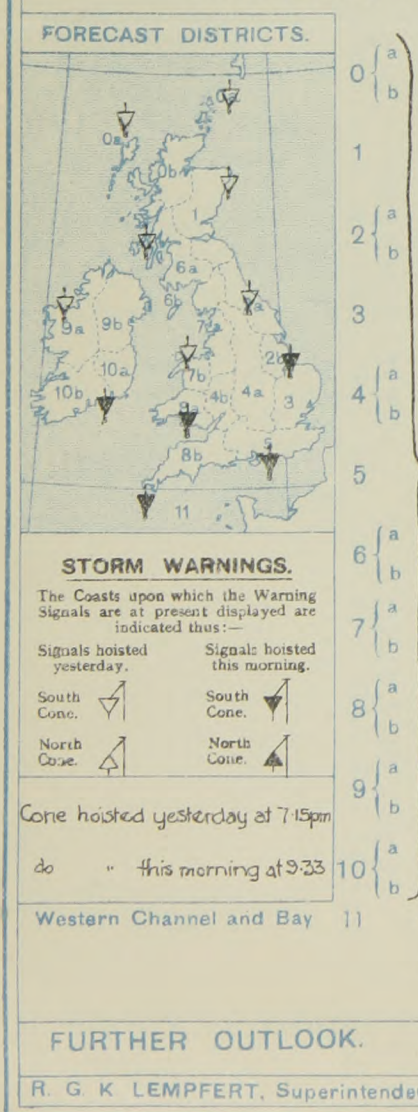 FORECAST DISTRICTS.
0a
0a
0b
1
6a
6b
7a
9a
9b
2b
10a
7b
10b
4b
4a
3
8a
8b
5
11
STORM WARNINGS.
The Coasts upon which the Warning
Signals are at present displayed are
indicated thus:—
Signals hoisted
yesterday.
Signals hoisted
this morning.
South
Cone.
South
Cone.
North
Cone.
North
Cone.
Cone hoisted yesterday at 7·15pm
do " this morning at 9·33
Western Channel and Bay 11
FURTHER OUTLOOK.
R. G. K LEMPFERT, Superintende
0 { a
b
1
2 { a
b
3
4 { a
b
5
6 { a
b
7 { a
b
8 { a
b
9 { a
b
10 { a
b